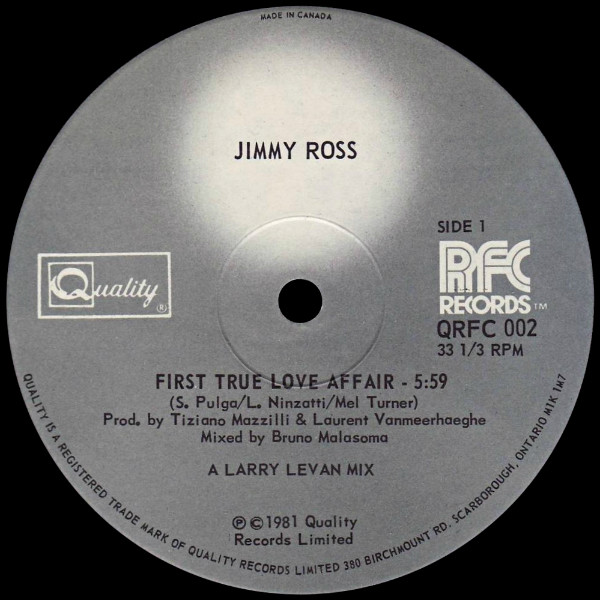 MADE IN CANADA
JIMMY ROSS
SIDE 1
Quality ®
RFC
RECORDS™
QRFC 002
33 1/3 RPM
FIRST TRUE LOVE AFFAIR - 5:59
(S. Pulga/L. Ninzatti/Mel Turner)
Prod. by Tiziano Mazzilli & Laurent Vanmeerhaeghe
Mixed by Bruno Malasoma
A LARRY LEVAN MIX
℗©1981 Quality
Records Limited
QUALITY IS A REGISTERED TRADE MARK OF QUALITY RECORDS LIMITED 380 BIRCHMOUNT RD. SCARBOROUGH, ONTARIO M1K 1M7